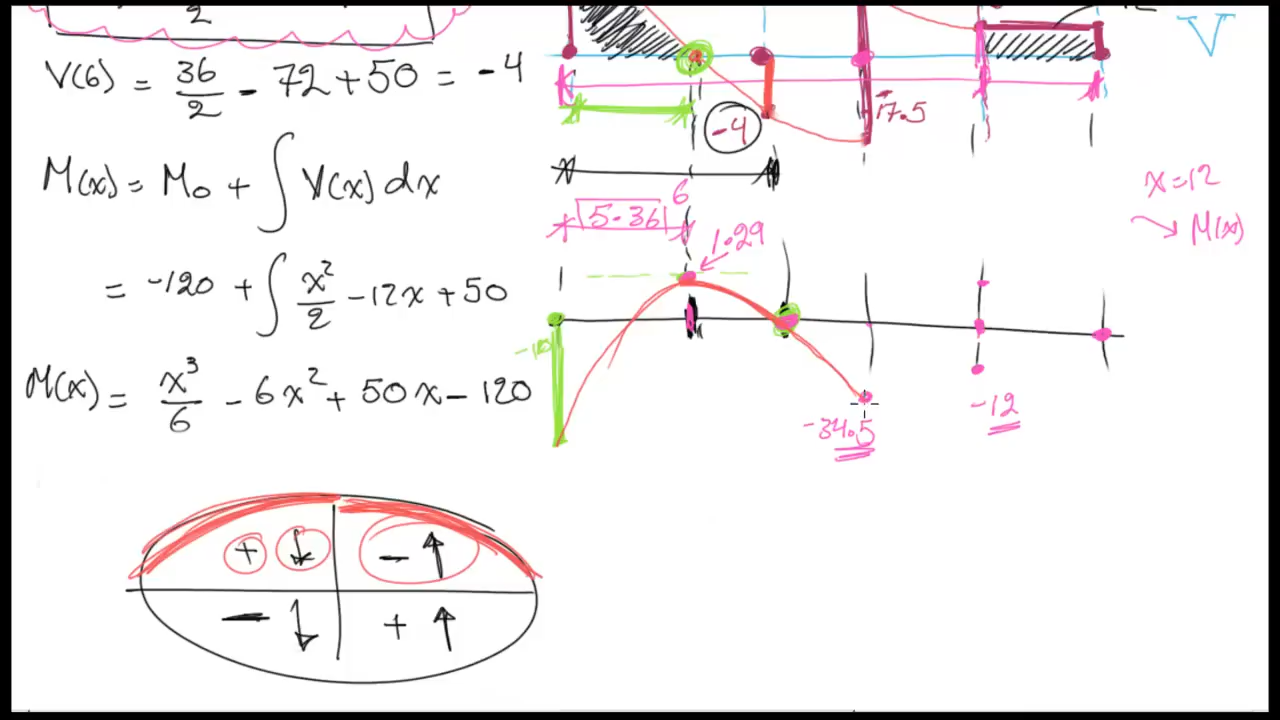 2
V(6) = 36/2 - 72 + 50 = -4
M(x) = M0 + ∫ V(x) dx
= -120 + ∫ x²/2 - 12x + 50
M(x) = x³/6 - 6x² + 50x - 120
+ ↓ - ↑
- ↓ + ↑
V
17.5
-4
6
x=12
→ M(x)
5.36
1.29
-12
-34.5